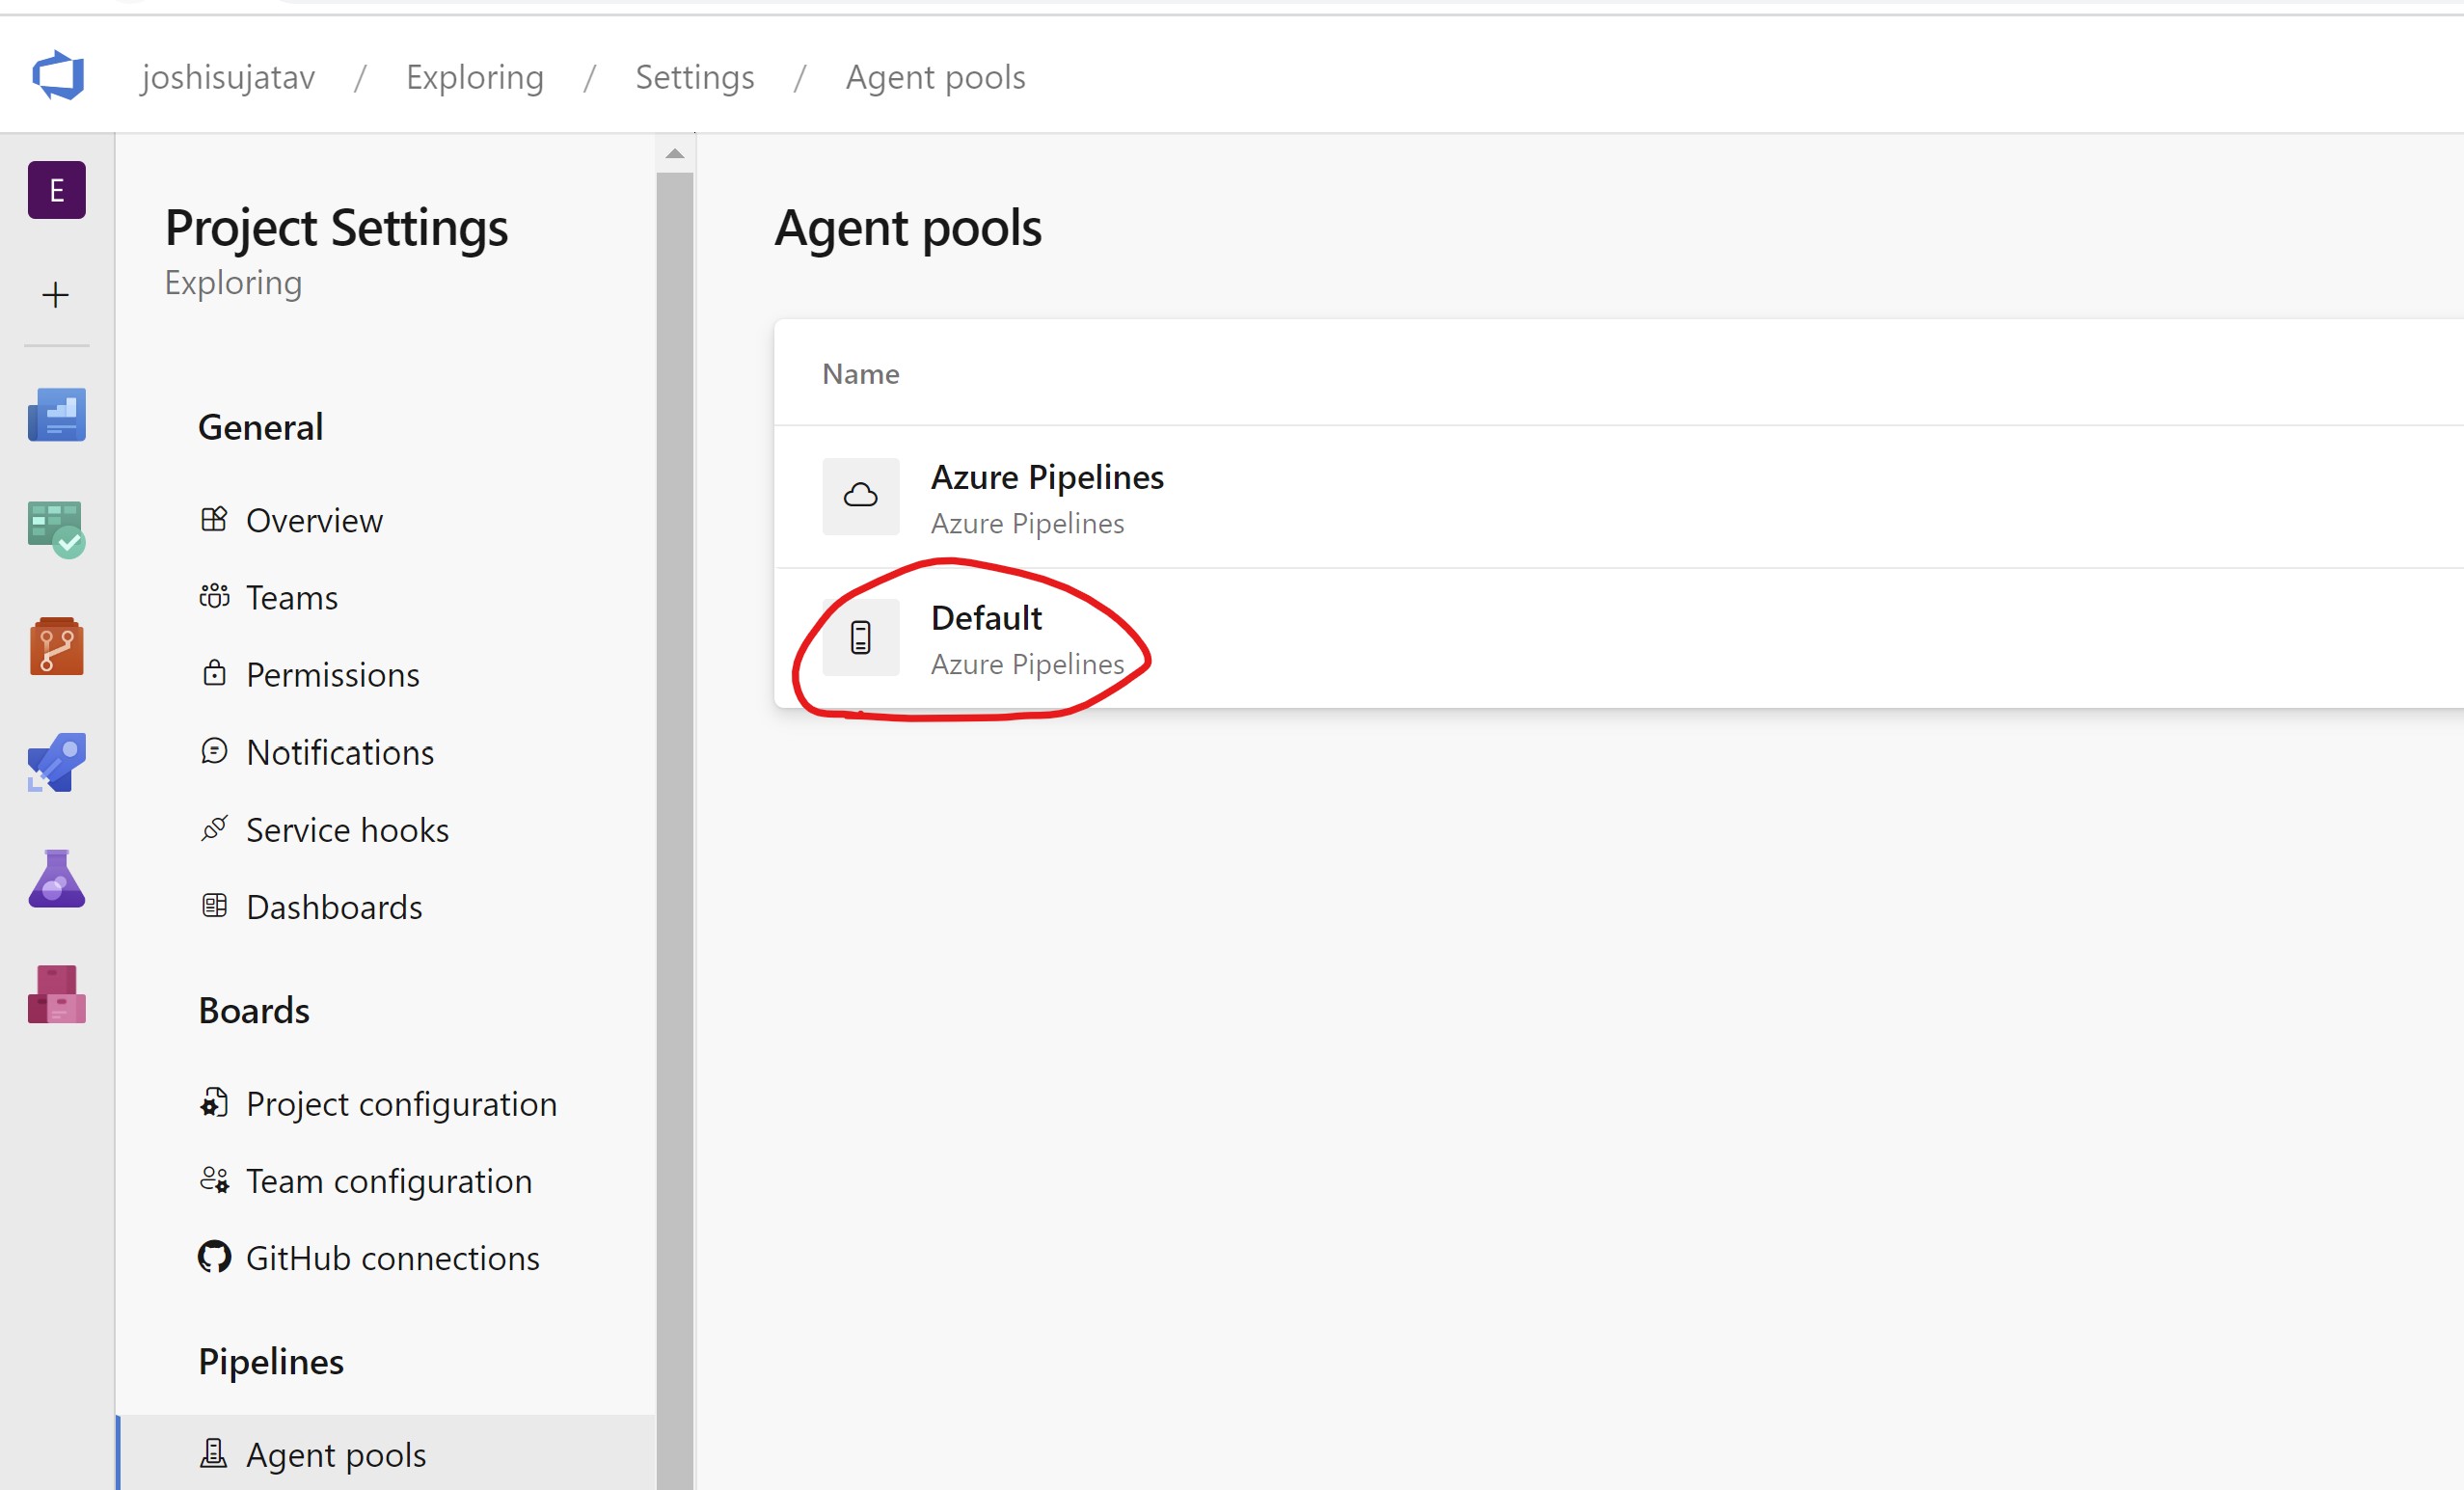 joshisujatav / Exploring / Settings / Agent pools
E
Project Settings
Exploring
General
Overview
Teams
Permissions
Notifications
Service hooks
Dashboards
Boards
Project configuration
Team configuration
GitHub connections
Pipelines
Agent pools
Agent pools
Name
Azure Pipelines
Azure Pipelines
Default
Azure Pipelines